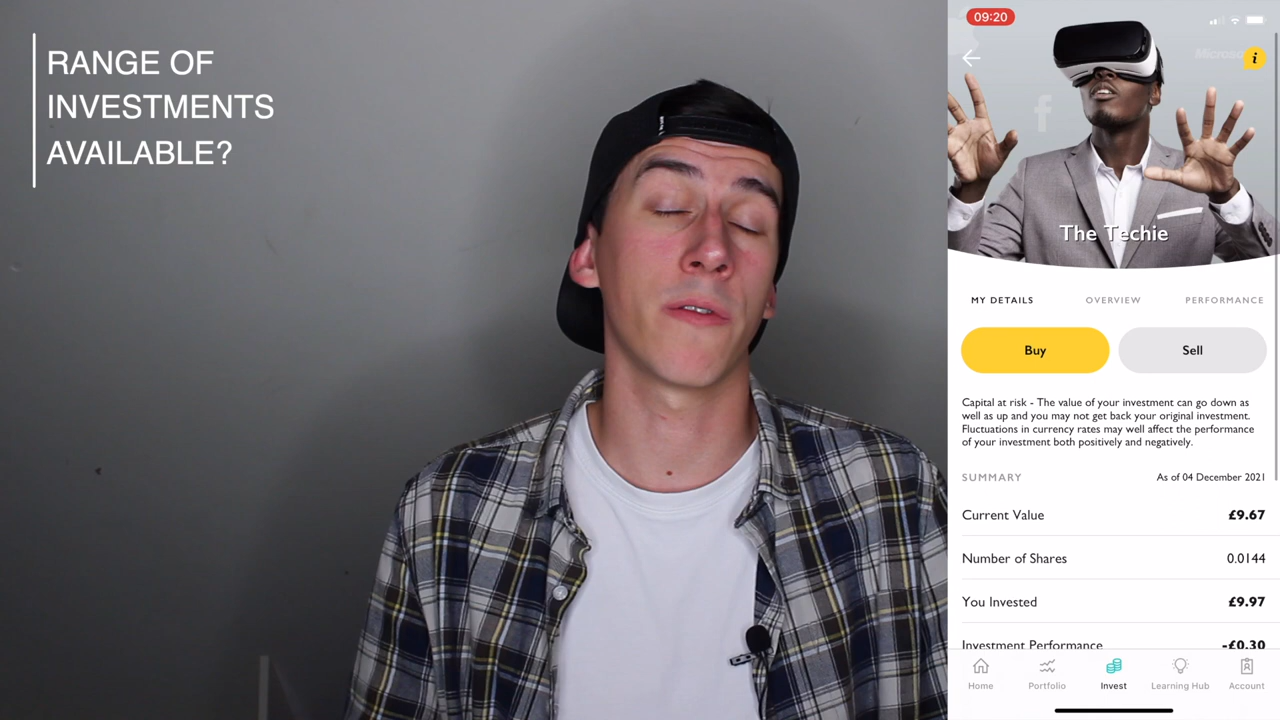 RANGE OF
INVESTMENTS
AVAILABLE?
09:20
Microso
i
f
The Techie
MY DETAILS OVERVIEW PERFORMANCE
Buy Sell
Capital at risk - The value of your investment can go down as
well as up and you may not get back your original investment.
Fluctuations in currency rates may well affect the performance
of your investment both positively and negatively.
SUMMARY As of 04 December 2021
Current Value £9.67
Number of Shares 0.0144
You Invested £9.97
Investment Performance -£0.30
Home Portfolio Invest Learning Hub Account